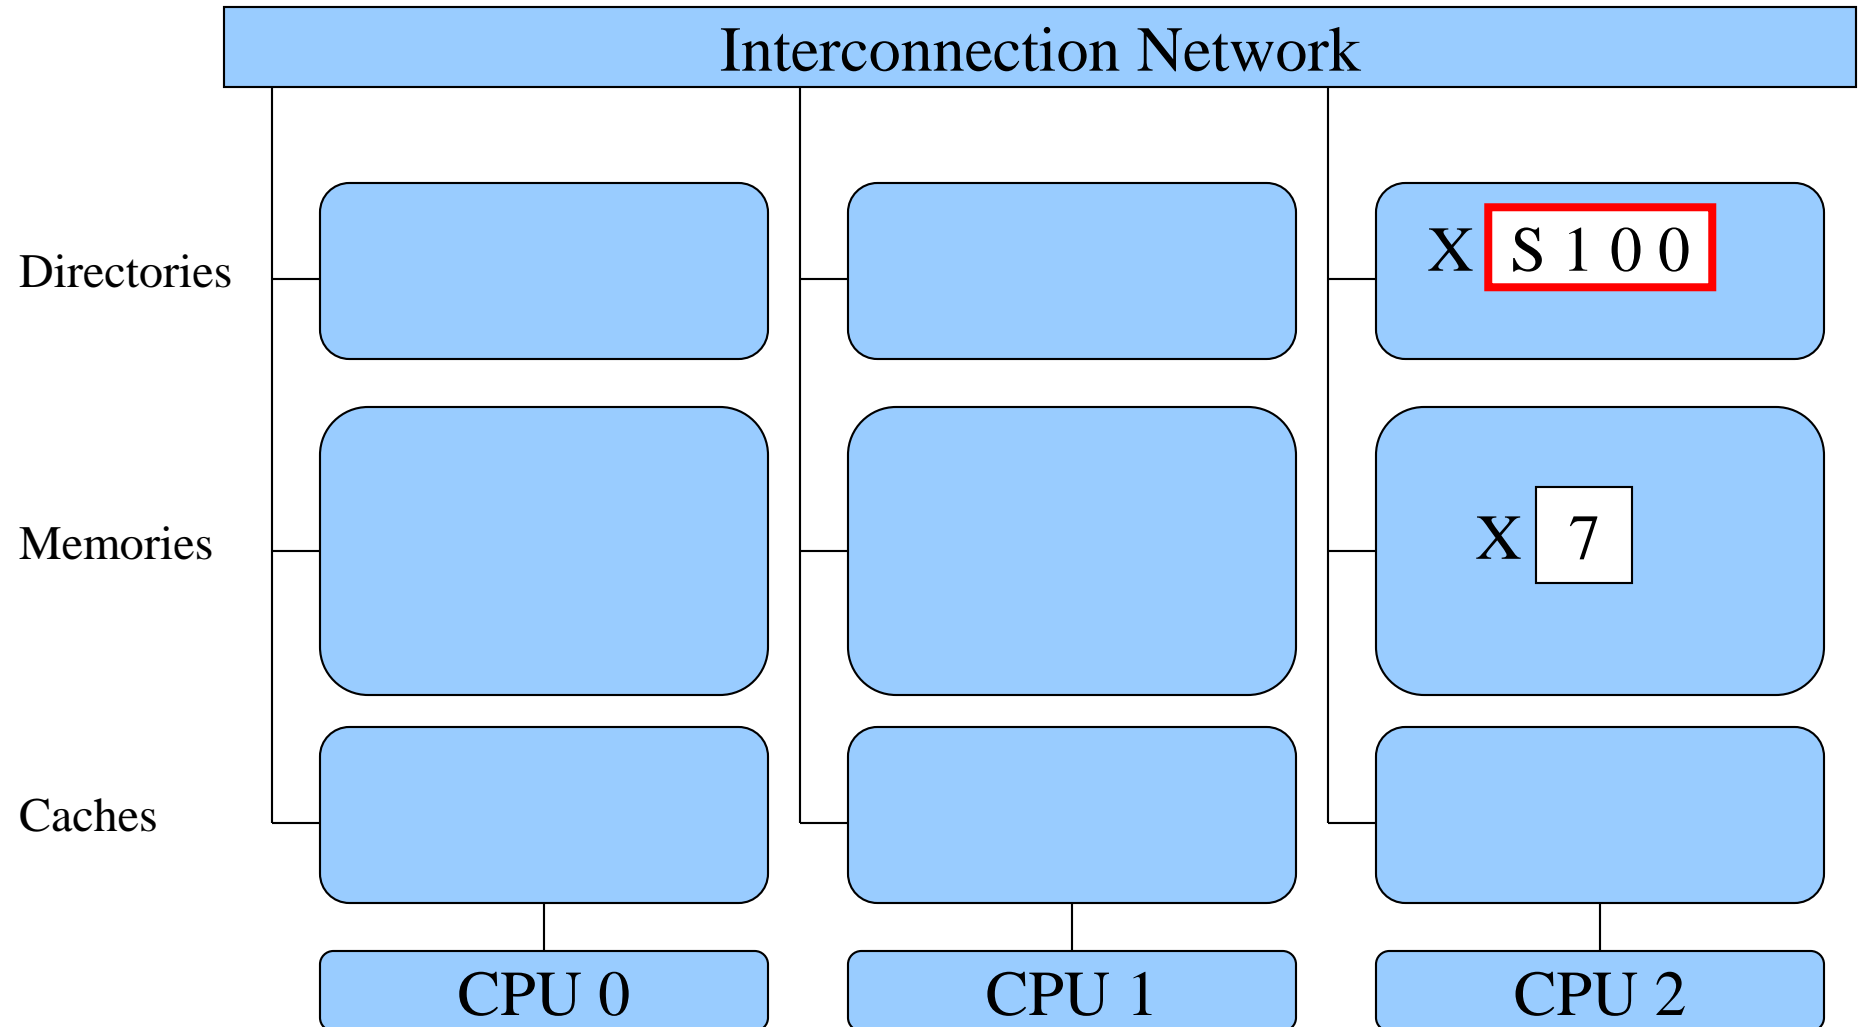 Interconnection Network
Directories
X S 1 0 0
Memories
X 7
Caches
CPU 0
CPU 1
CPU 2